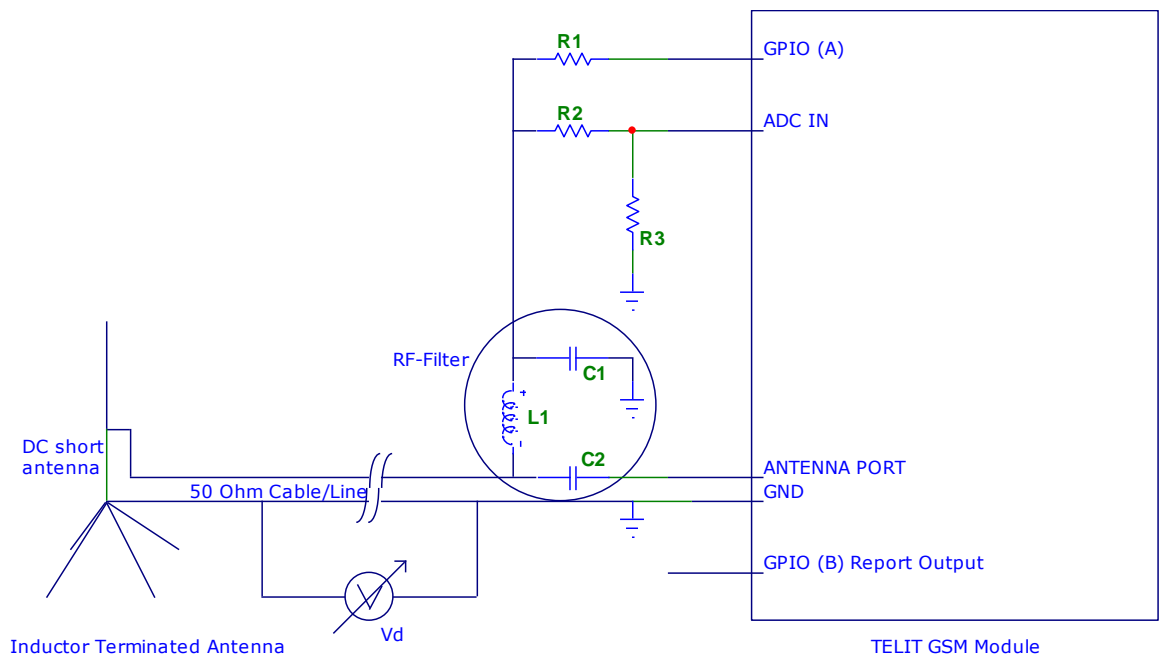 R1
GPIO (A)
R2
ADC IN
R3
RF-Filter
C1
+
L1
-
DC short
antenna
C2
ANTENNA PORT
50 Ohm Cable/Line
GND
GPIO (B) Report Output
V
Vd
Inductor Terminated Antenna
TELIT GSM Module